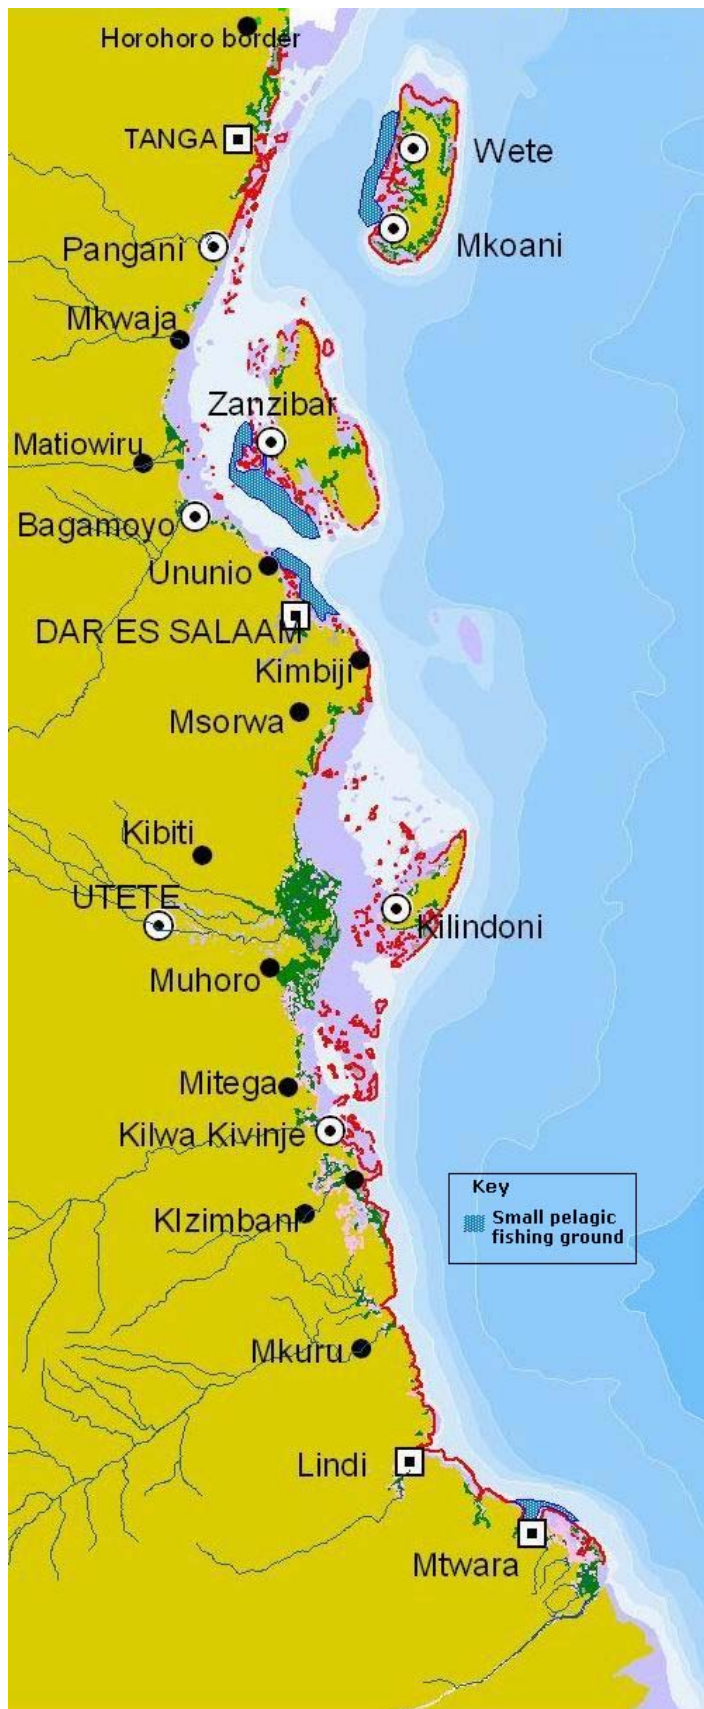 Horohoro border
TANGA
Wete
Pangani
Mkoani
Mkwaja
Zanzibar
Matiowiru
Bagamoyo
Ununio
DAR ES SALAAM
Kimbiji
Msorwa
Kibiti
UTETE
Kilindoni
Muhoro
Mitega
Kilwa Kivinje
Key
Small pelagic
fishing ground
KIzimbani
Mkuru
Lindi
Mtwara